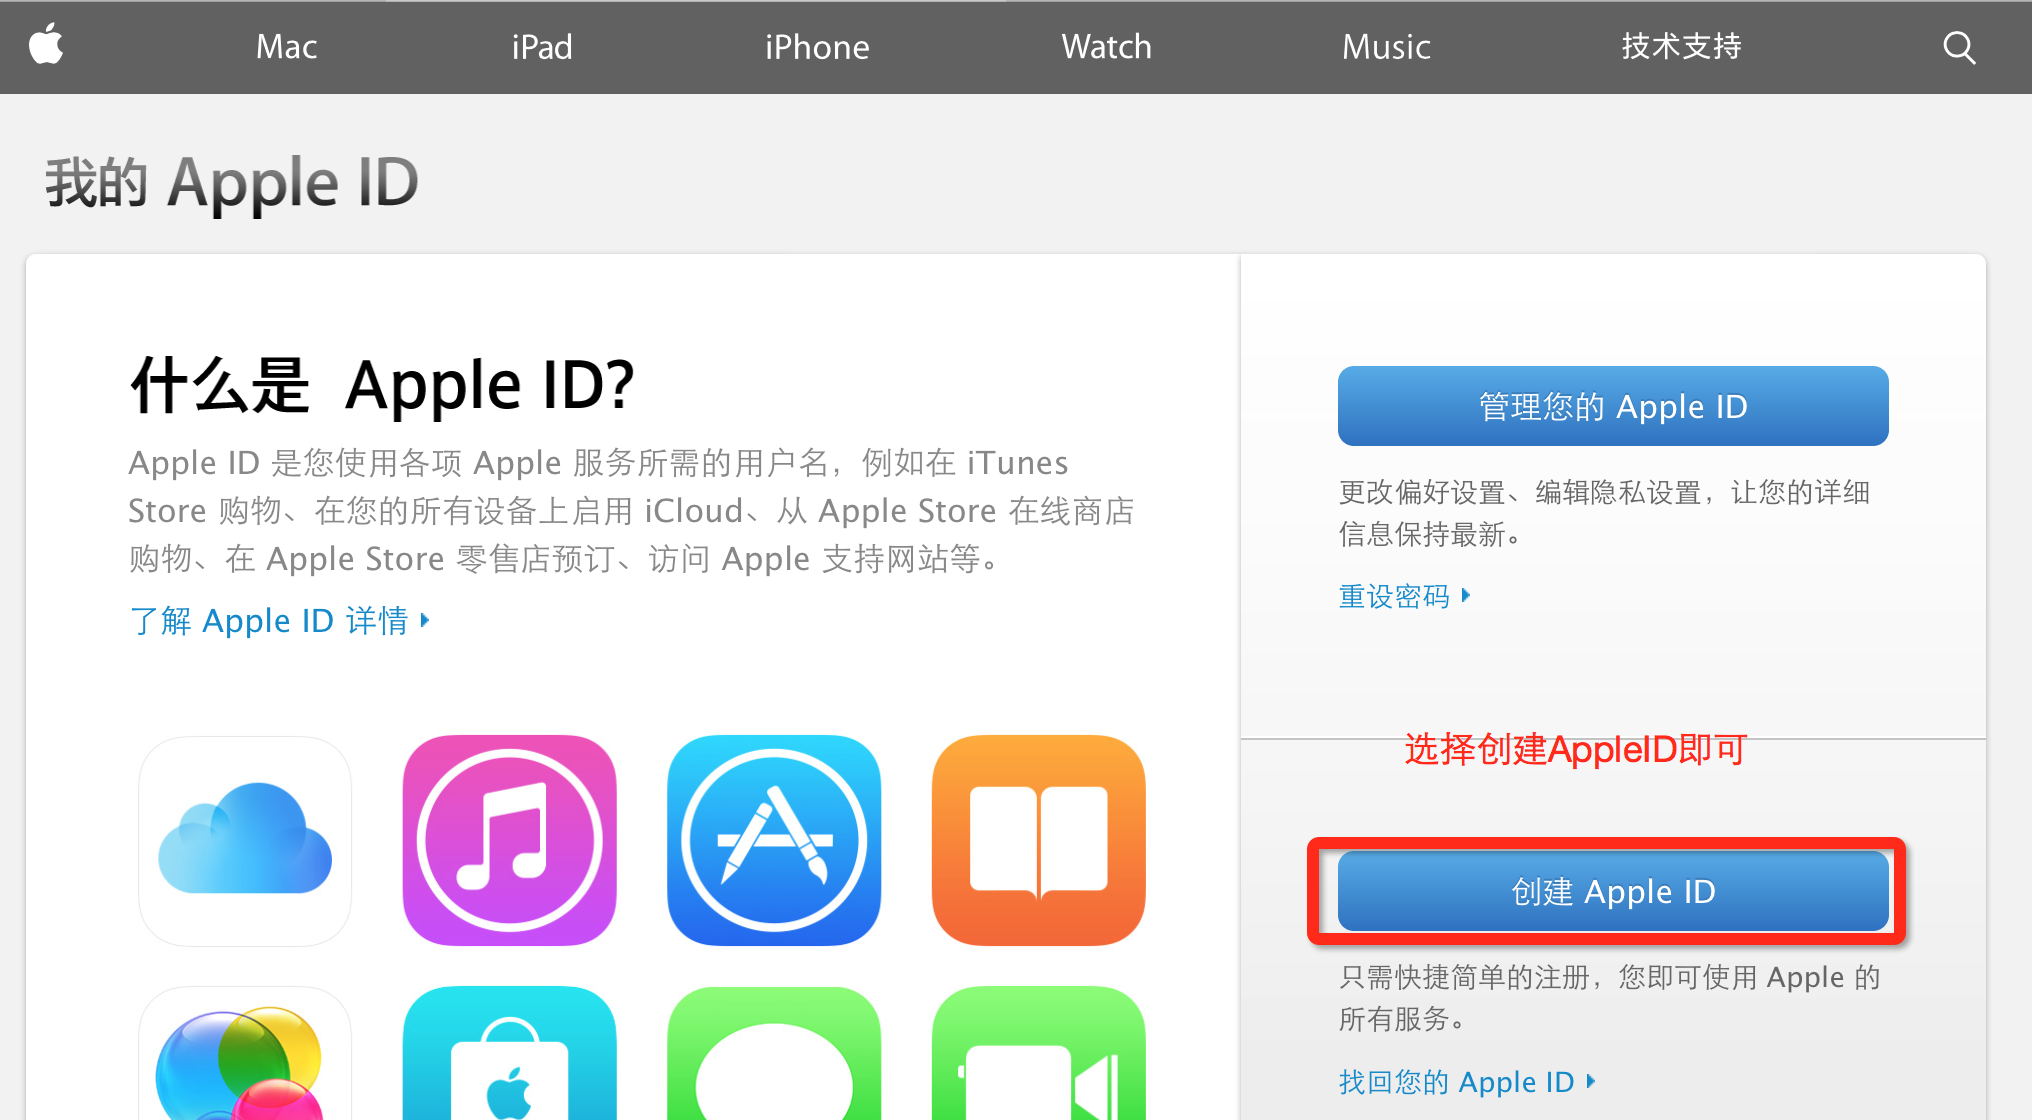 Mac iPad iPhone Watch Music 技术支持
我的 Apple ID
什么是 Apple ID?
Apple ID 是您使用各项 Apple 服务所需的用户名，例如在 iTunes
Store 购物、在您的所有设备上启用 iCloud、从 Apple Store 在线商店
购物、在 Apple Store 零售店预订、访问 Apple 支持网站等。
了解 Apple ID 详情
管理您的 Apple ID
更改偏好设置、编辑隐私设置，让您的详细
信息保持最新。
重设密码
选择创建AppleID即可
创建 Apple ID
只需快捷简单的注册，您即可使用 Apple 的
所有服务。
找回您的 Apple ID